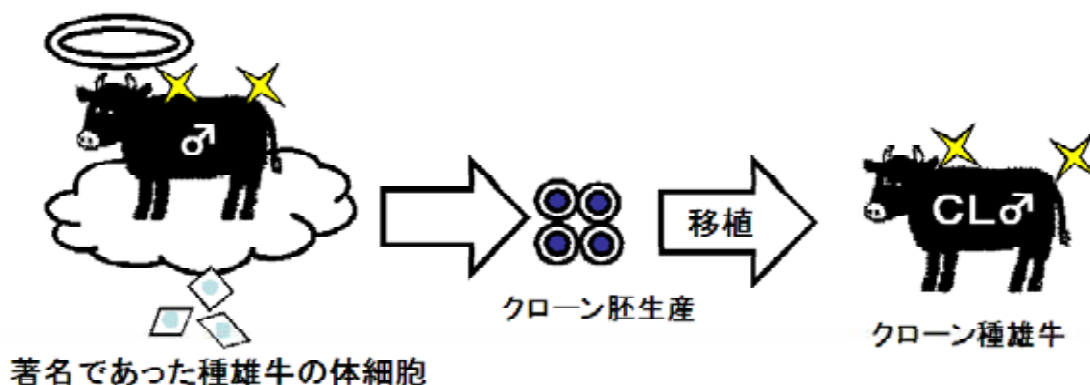 ♂
著名であった種雄牛の体細胞
クローン胚生産
移植
CL♂
クローン種雄牛